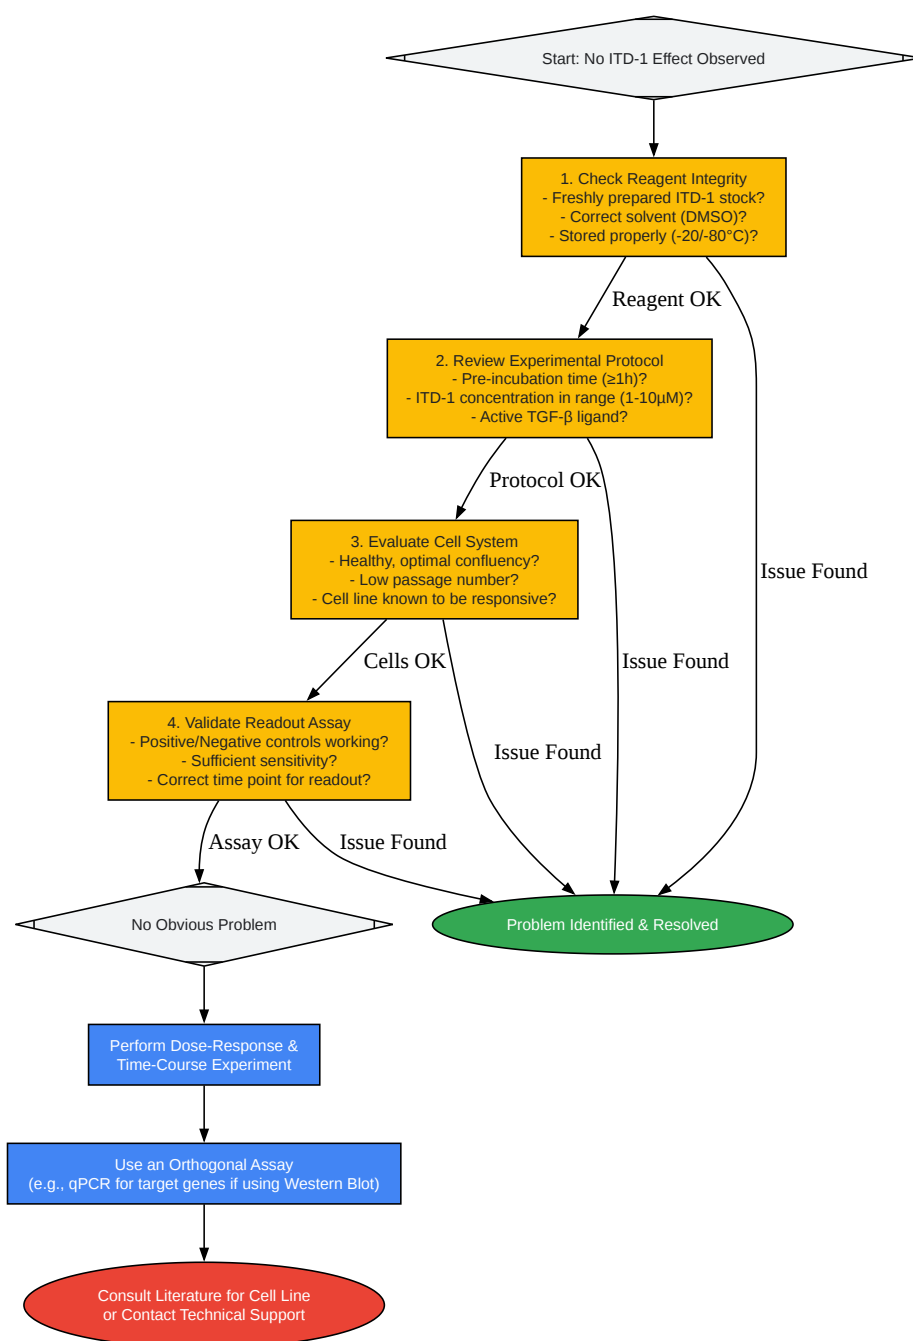 Start: No ITD-1 Effect Observed
1. Check Reagent Integrity
- Freshly prepared ITD-1 stock?
- Correct solvent (DMSO)?
- Stored properly (-20/-80°C)?
Reagent OK
2. Review Experimental Protocol
- Pre-incubation time (≥1h)?
- ITD-1 concentration in range (1-10µM)?
- Active TGF-β ligand?
Protocol OK
3. Evaluate Cell System
- Healthy, optimal confluency?
- Low passage number?
- Cell line known to be responsive?
Issue Found
Cells OK
Issue Found
4. Validate Readout Assay
- Positive/Negative controls working?
- Sufficient sensitivity?
- Correct time point for readout?
Issue Found
Assay OK
Issue Found
No Obvious Problem
Problem Identified & Resolved
Perform Dose-Response &
Time-Course Experiment
Use an Orthogonal Assay
(e.g., qPCR for target genes if using Western Blot)
Consult Literature for Cell Line
or Contact Technical Support